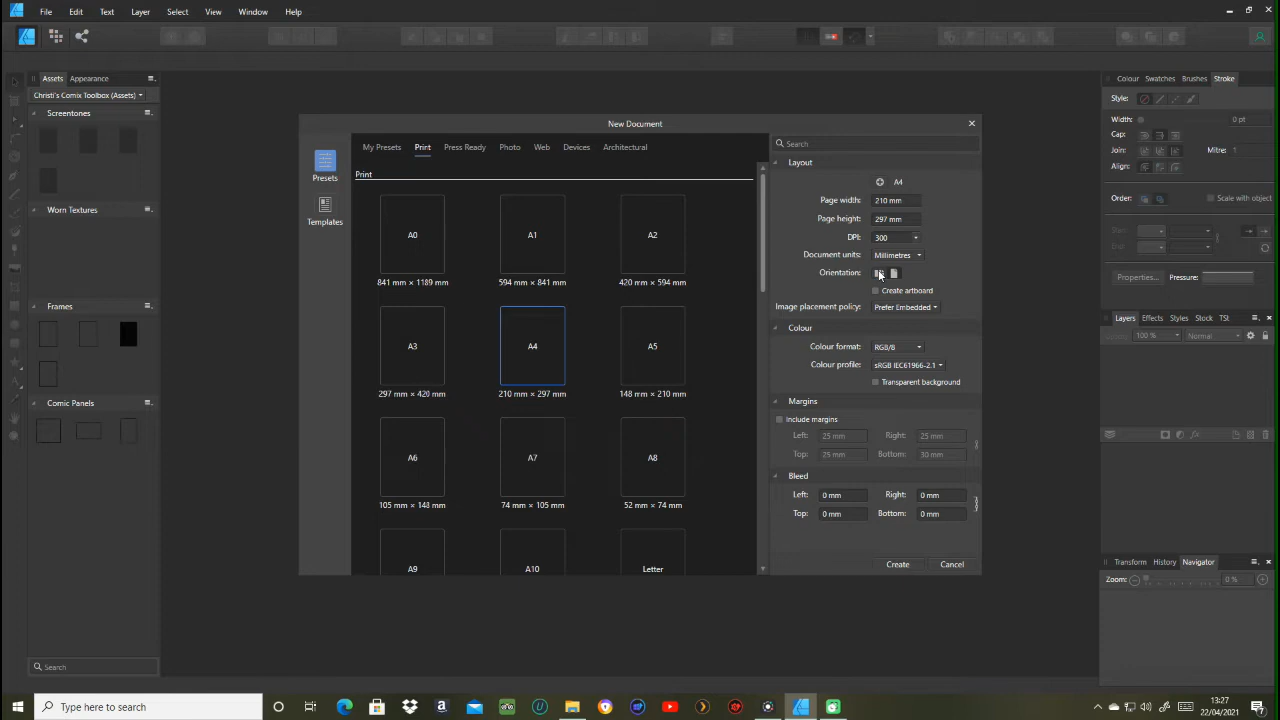 File Edit Text Layer Select View Window Help
Assets Appearance
Christi's Comix Toolbox (Assets)
Screentones
Worn Textures
Frames
Comic Panels
Search
New Document
Presets
Templates
My Presets Print Press Ready Photo Web Devices Architectural
Print
A0 A1 A2
841 mm × 1189 mm 594 mm × 841 mm 420 mm × 594 mm
A3 A4 A5
297 mm × 420 mm 210 mm × 297 mm 148 mm × 210 mm
A6 A7 A8
105 mm × 148 mm 74 mm × 105 mm 52 mm × 74 mm
A9 A10 Letter
Search
Layout
A4
Page width: 210 mm
Page height: 297 mm
DPI: 300
Document units: Millimetres
Orientation:
Create artboard
Image placement policy: Prefer Embedded
Colour
Colour format: RGB/8
Colour profile: sRGB IEC61966-2.1
Transparent background
Margins
Include margins
Left: 25 mm Right: 25 mm
Top: 25 mm Bottom: 30 mm
Bleed
Left: 0 mm Right: 0 mm
Top: 0 mm Bottom: 0 mm
Create Cancel
Colour Swatches Brushes Stroke
Style:
Width: 0 pt
Cap:
Join: Mitre: 1
Align:
Order: Scale with object
Start:
End:
Properties... Pressure:
Layers Effects Styles Stock TSt
100 % Normal
Transform History Navigator
Zoom: 0 %
Type here to search
13:27
22/04/2021